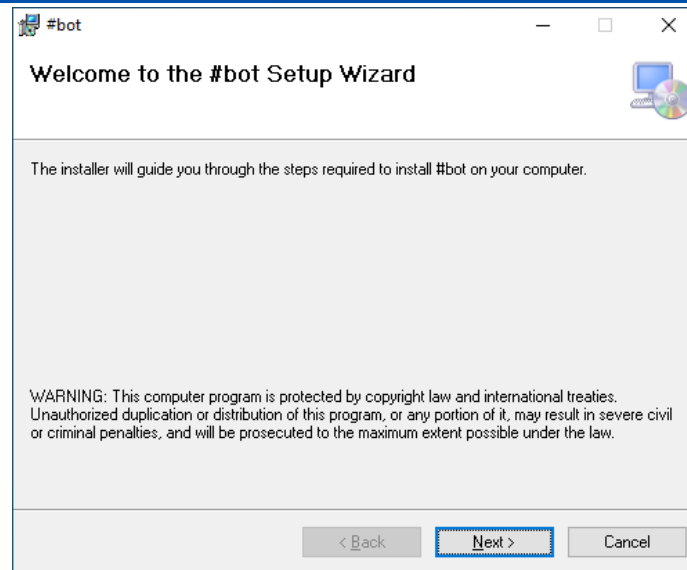 #bot
Welcome to the #bot Setup Wizard
The installer will guide you through the steps required to install #bot on your computer.
WARNING: This computer program is protected by copyright law and international treaties.
Unauthorized duplication or distribution of this program, or any portion of it, may result in severe civil
or criminal penalties, and will be prosecuted to the maximum extent possible under the law.
< Back
Next >
Cancel